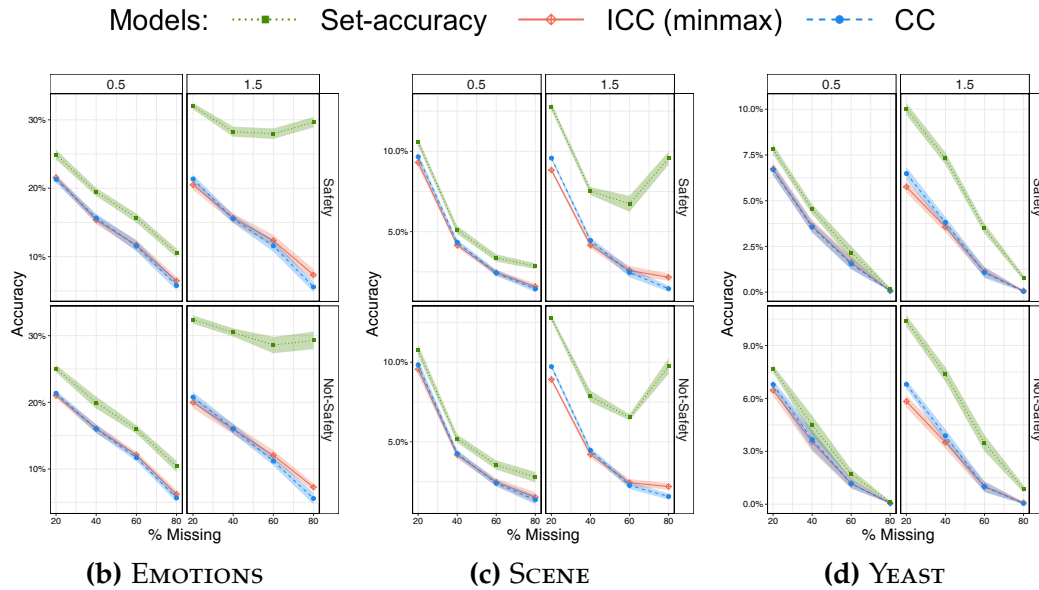 Models: Set-accuracy ICC (minmax) CC
0.5 1.5
30%
20%
10%
Safety
30%
20%
10%
Not-Safety
Accuracy
20 40 60 80 20 40 60 80
% Missing
(b) EMOTIONS
0.5 1.5
10.0%
5.0%
Safety
10.0%
5.0%
Not-Safety
Accuracy
20 40 60 80 20 40 60 80
% Missing
(c) SCENE
0.5 1.5
10.0%
7.5%
5.0%
2.5%
0.0%
Safety
9.0%
6.0%
3.0%
0.0%
Not-Safety
Accuracy
20 40 60 80 20 40 60 80
% Missing
(d) YEAST